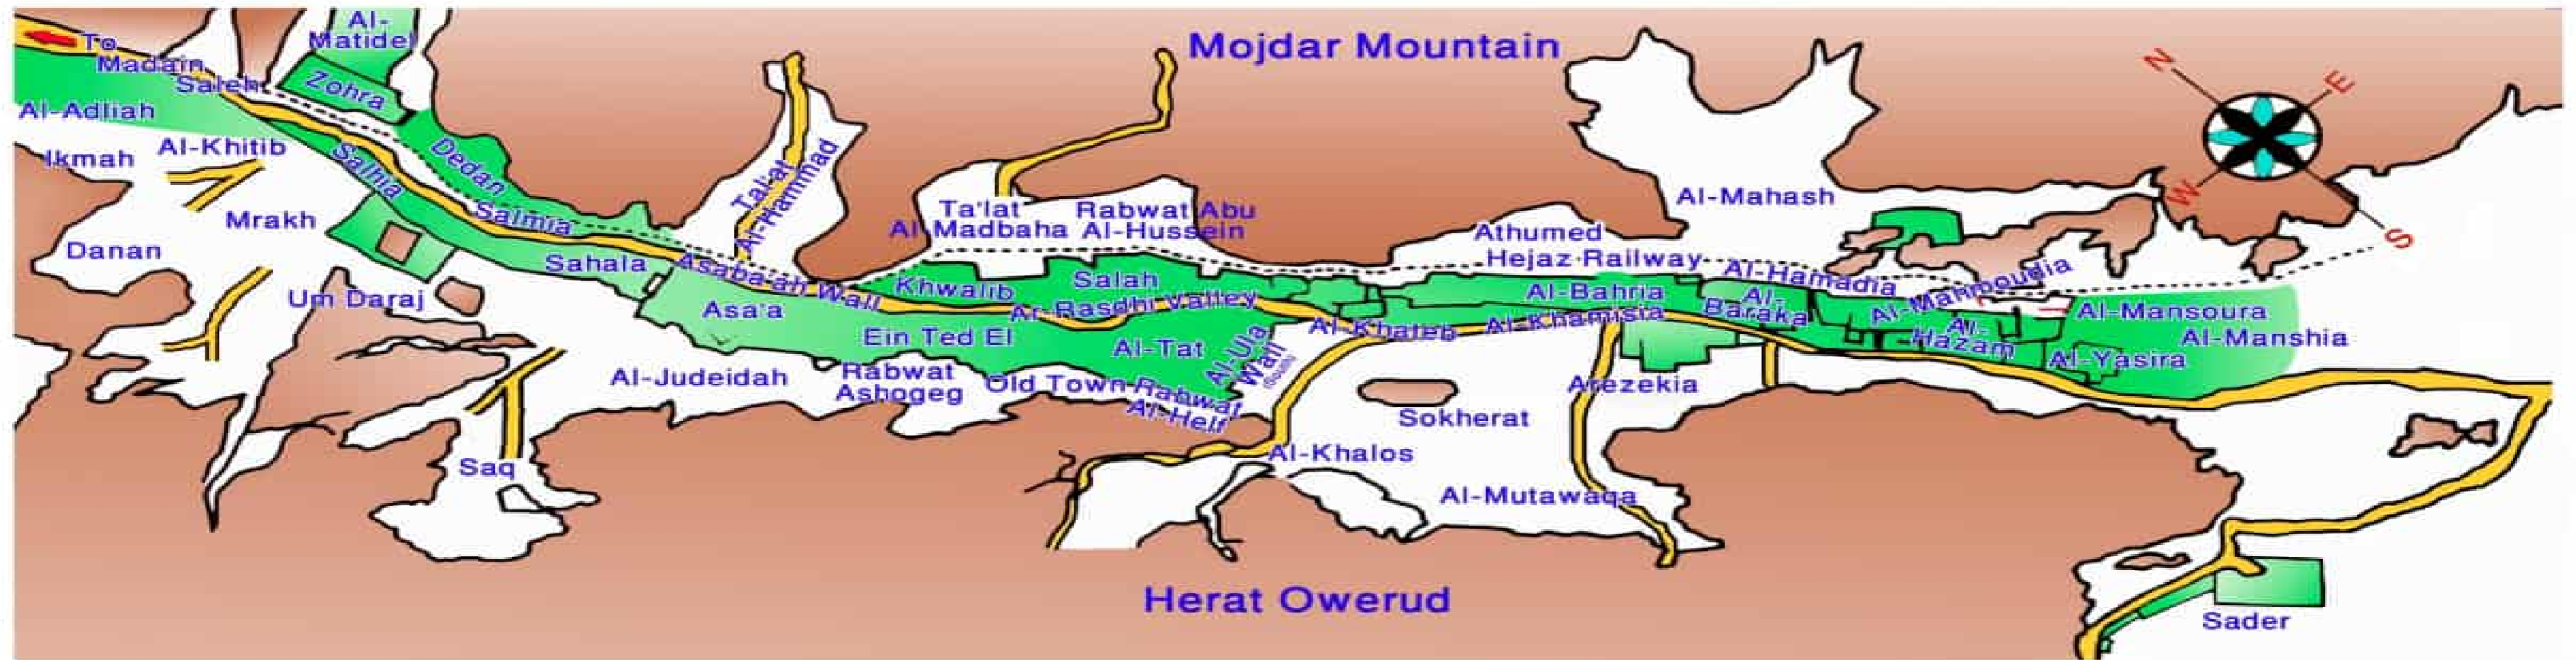 Al-
Matidel
To
Madain
Saleh
Zohra
Al-Adliah
Ikmah
Al-Khitib
Salhia
Dedan
Mrakh
Salmia
Danan
Um Daraj
Sahala
Tal'at
Al-Hammad
Asaba'ah Wall
Asa'a
Mojdar Mountain
Ta'lat
Al Madbaha
Rabwat Abu
Al-Hussein
Khwalib
Salah
Ar-Rasdhi Valley
Ein Ted El
Al-Tat
Al-Ula
Wall
(South)
Al-Judeidah
Rabwat
Ashogeg
Old Town
Rabwat
Al-Helf
Saq
Athumed
Hejaz Railway
Al-Mahash
Al-Hamadia
Al-Mahmoudia
Al-Bahria
Al-
Baraka
Al-Khateb
Al-Khamisia
Al-
Hazam
Al-Mansoura
Al-Manshia
Al-Yasira
Arezekia
Sokherat
Al-Khalos
Al-Mutawaqa
Herat Owerud
Sader
N
E
W
S